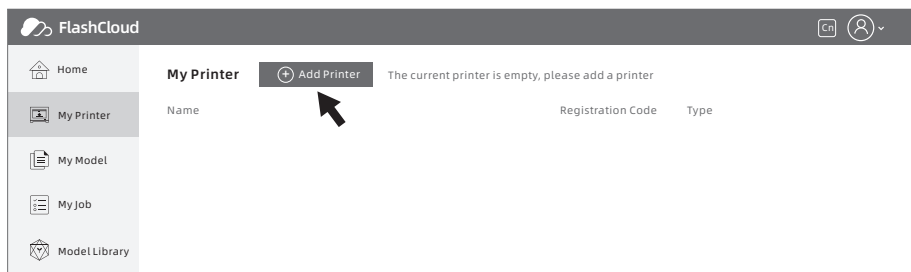 FlashCloud
Cn
Home
My Printer
My Model
My Job
Model Library
My Printer
Add Printer
The current printer is empty, please add a printer
Name
Registration Code
Type